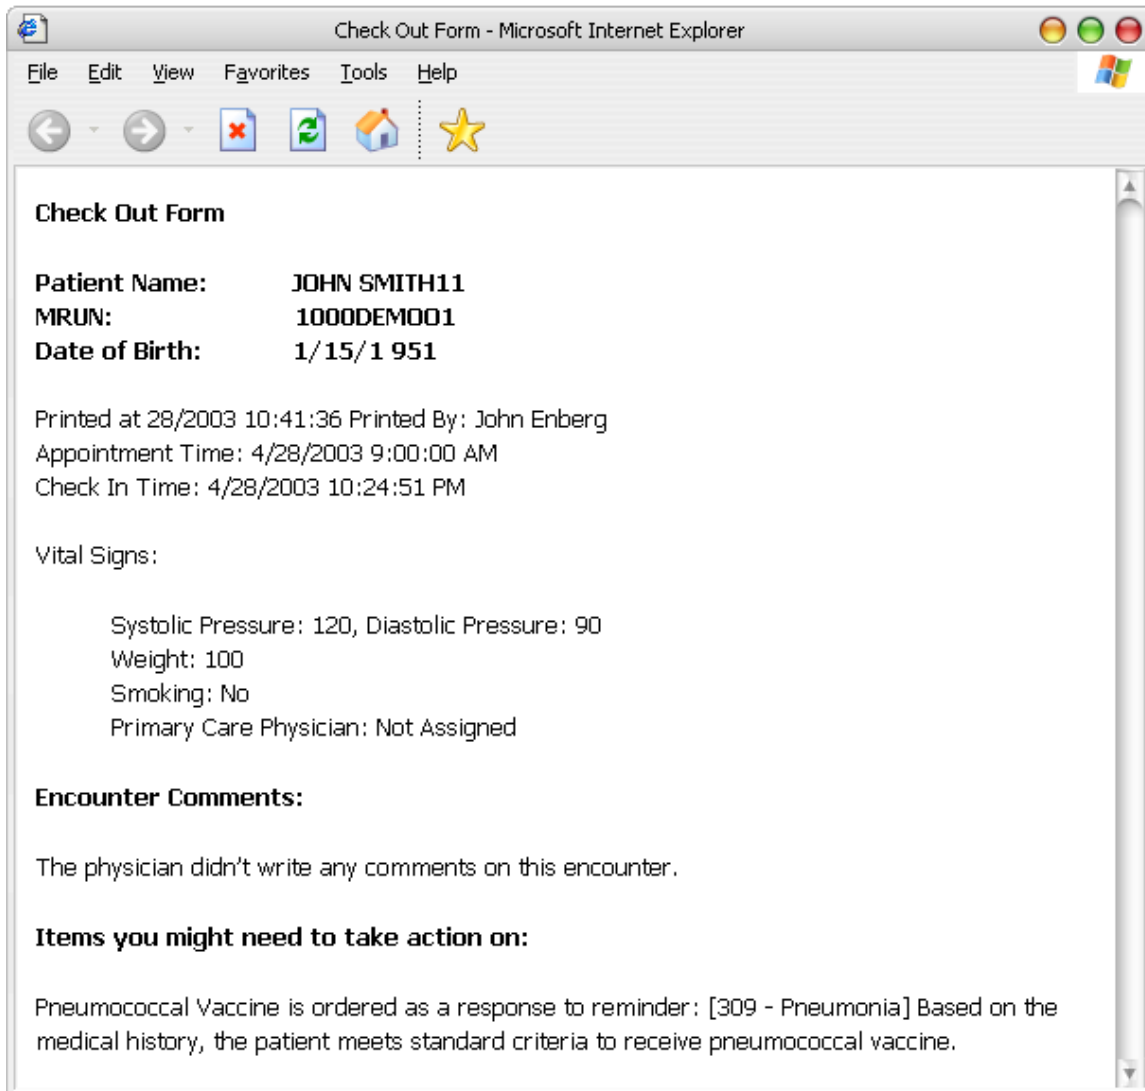 Check Out Form - Microsoft Internet Explorer
File Edit View Favorites Tools Help
Check Out Form
Patient Name: JOHN SMITH11
MRUN: 1000DEMO01
Date of Birth: 1/15/1 951
Printed at 28/2003 10:41:36 Printed By: John Enberg
Appointment Time: 4/28/2003 9:00:00 AM
Check In Time: 4/28/2003 10:24:51 PM
Vital Signs:
Systolic Pressure: 120, Diastolic Pressure: 90
Weight: 100
Smoking: No
Primary Care Physician: Not Assigned
Encounter Comments:
The physician didn't write any comments on this encounter.
Items you might need to take action on:
Pneumococcal Vaccine is ordered as a response to reminder: [309 - Pneumonia] Based on the
medical history, the patient meets standard criteria to receive pneumococcal vaccine.